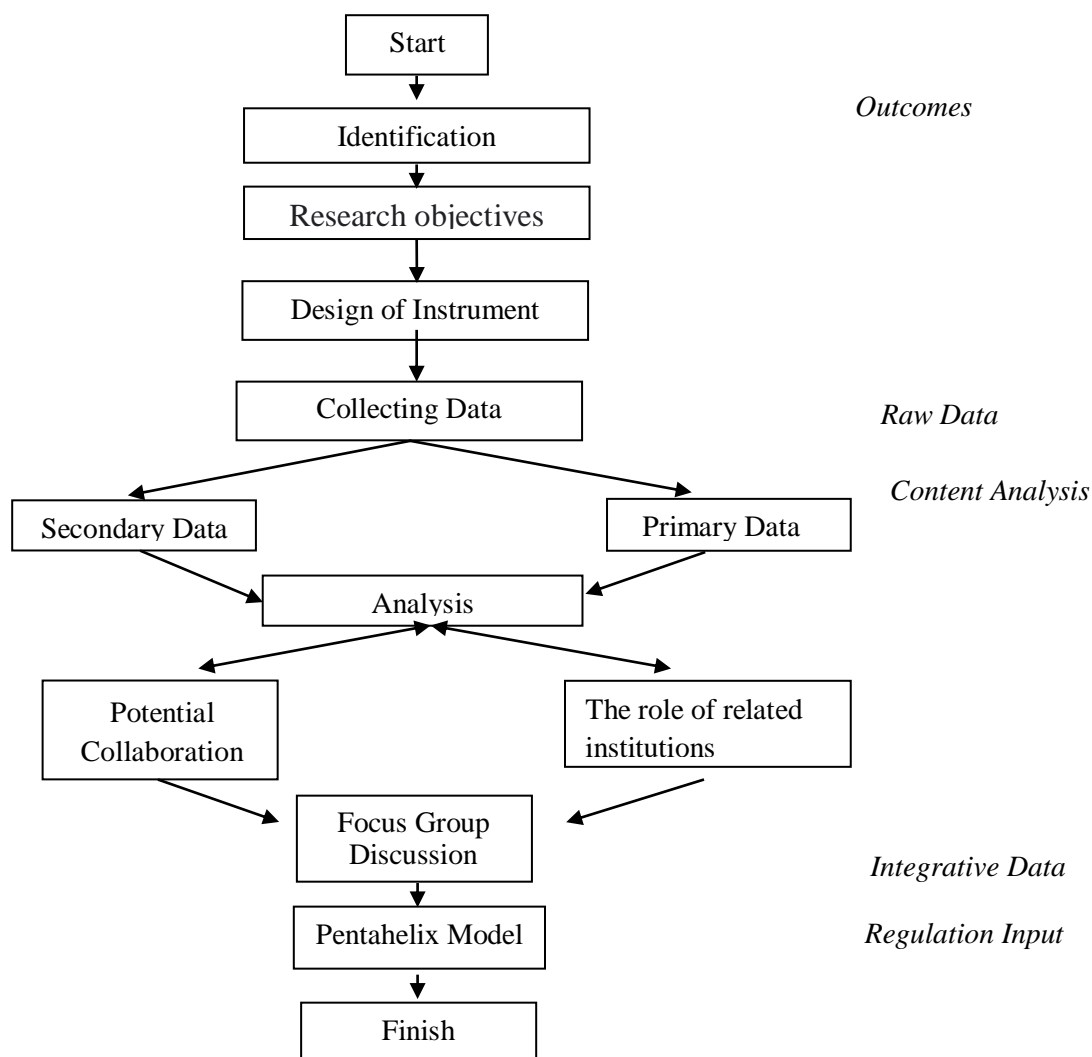 Start
Outcomes
Identification
Research objectives
Design of Instrument
Collecting Data
Raw Data
Content Analysis
Secondary Data
Primary Data
Analysis
Potential
Collaboration
The role of related
institutions
Focus Group
Discussion
Integrative Data
Pentahelix Model
Regulation Input
Finish